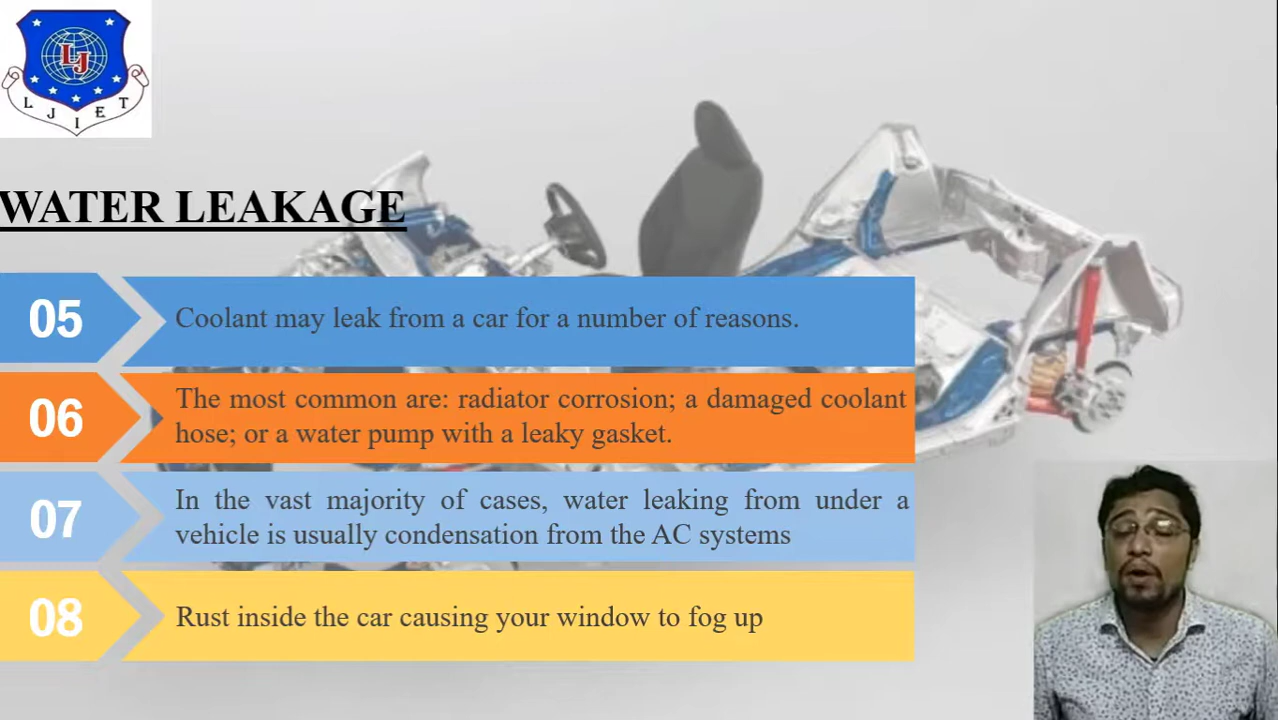 LJ
L J I E T
WATER LEAKAGE
05
Coolant may leak from a car for a number of reasons.
06
The most common are: radiator corrosion; a damaged coolant
hose; or a water pump with a leaky gasket.
07
In the vast majority of cases, water leaking from under a
vehicle is usually condensation from the AC systems
08
Rust inside the car causing your window to fog up